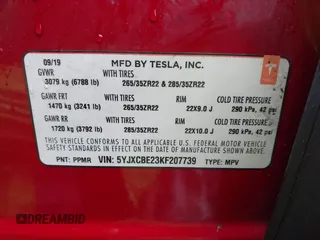 09/19 MFD BY TESLA, INC.
GVWR WITH TIRES
3079 kg (6788 lb) 265/35ZR22 & 285/35ZR22
GAWR FRT WITH TIRES RIM COLD TIRE PRESSURE
1470 kg (3241 lb) 265/35ZR22 22X9.0 J 290 kPa, 42 psi
GAWR RR WITH TIRES RIM COLD TIRE PRESSURE
1720 kg (3792 lb) 285/35ZR22 22X10.0 J 290 kPa, 42 psi
THIS VEHICLE CONFORMS TO ALL APPLICABLE U.S. FEDERAL MOTOR VEHICLE SAFETY AND THEFT PREVENTION STANDARDS IN EFFECT ON THE DATE OF MANUFACTURE SHOWN ABOVE.
PNT: PPMR VIN: 5YJXCBE23KF207739 TYPE: MPV
© DREAMBID